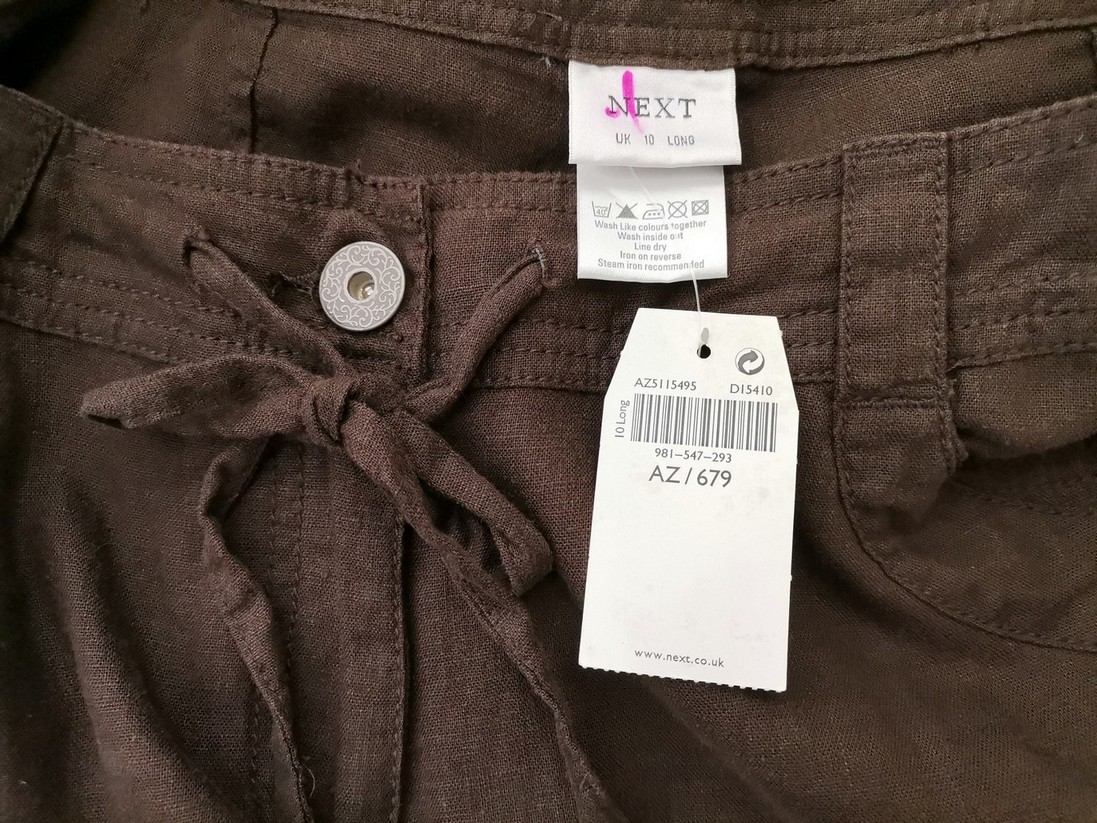 NEXT
UK 10 LONG
40°
Wash Like colours together
Wash inside out
Line dry
Iron on reverse
Steam iron recommended
AZ5115495 D15410
10 Long
981-547-293
AZ/679
www.next.co.uk